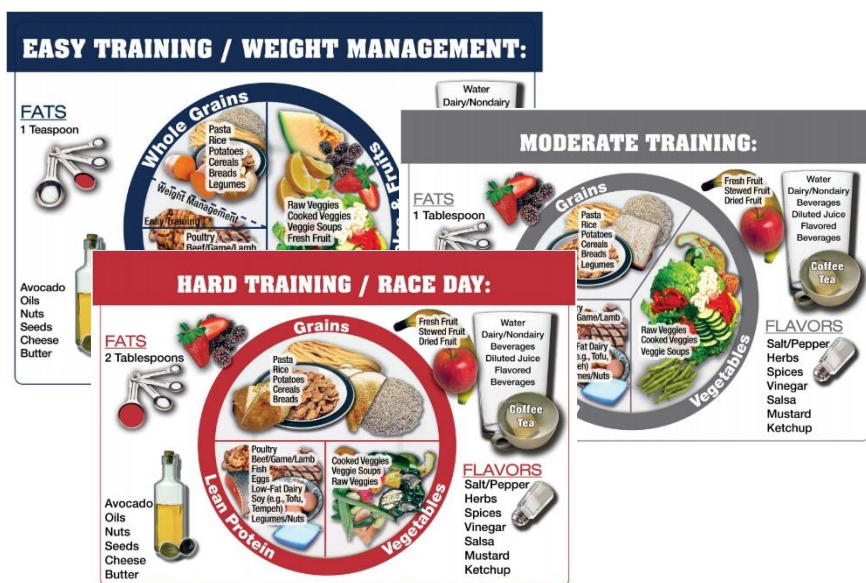 EASY TRAINING / WEIGHT MANAGEMENT:
FATS
1 Teaspoon
Avocado
Oils
Nuts
Seeds
Cheese
Butter
Whole Grains
Pasta
Rice
Potatoes
Cereals
Breads
Legumes
Weight Management
Easy Training
Poultry
Beef/Game/Lamb
Raw Veggies
Cooked Veggies
Veggie Soups
Fresh Fruit
& Fruits
Water
Dairy/Nondairy
MODERATE TRAINING:
FATS
1 Tablespoon
Grains
Pasta
Rice
Potatoes
Cereals
Breads
Legumes
Raw Veggies
Cooked Veggies
Veggie Soups
Vegetables
Fresh Fruit
Stewed Fruit
Dried Fruit
Water
Dairy/Nondairy
Beverages
Diluted Juice
Flavored
Beverages
Coffee
Tea
FLAVORS
Salt/Pepper
Herbs
Spices
Vinegar
Salsa
Mustard
Ketchup
HARD TRAINING / RACE DAY:
FATS
2 Tablespoons
Avocado
Oils
Nuts
Seeds
Cheese
Butter
Grains
Pasta
Rice
Potatoes
Cereals
Breads
Poultry
Beef/Game/Lamb
Fish
Eggs
Low-Fat Dairy
Soy (e.g., Tofu,
Tempeh)
Legumes/Nuts
Lean Protein
Cooked Veggies
Veggie Soups
Raw Veggies
Vegetables
Fresh Fruit
Stewed Fruit
Dried Fruit
Water
Dairy/Nondairy
Beverages
Diluted Juice
Flavored
Beverages
Coffee
Tea
FLAVORS
Salt/Pepper
Herbs
Spices
Vinegar
Salsa
Mustard
Ketchup